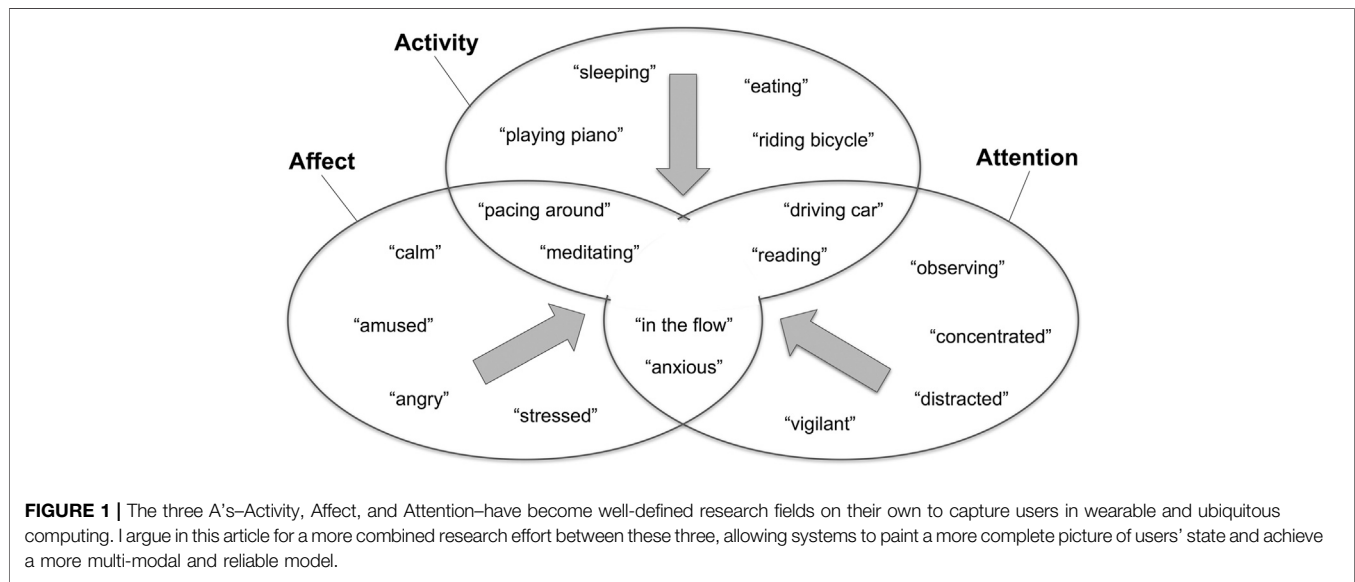 Activity
“sleeping”
“eating”
“playing piano”
“riding bicycle”
Affect
Attention
“pacing around”
“driving car”
“calm”
“meditating”
“reading”
“observing”
“amused”
“in the flow”
“concentrated”
“anxious”
“angry”
“distracted”
“stressed”
“vigilant”
FIGURE 1 | The three A’s–Activity, Affect, and Attention–have become well-defined research fields on their own to capture users in wearable and ubiquitous
computing. I argue in this article for a more combined research effort between these three, allowing systems to paint a more complete picture of users’ state and achieve
a more multi-modal and reliable model.